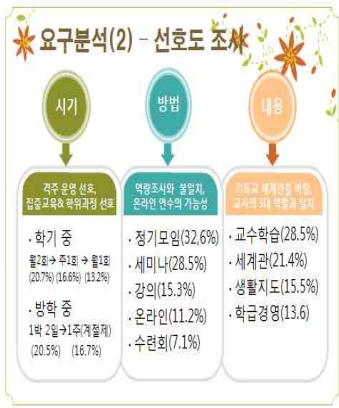 요구분석(2) - 선호도 조사
시기
방법
내용
격주 운영 선호,
집중교육& 학위과정 선호
· 학기 중
월2회→ 주1회 → 월1회
(20.7%) (16.6%) (13.2%)
· 방학 중
1박 2일→1주(계절제)
(20.5%) (16.7%)
역량조사와 불일치,
온라인 연수의 가능성
· 정기모임(32,6%)
· 세미나(28.5%)
· 강의(15.3%)
· 온라인(11.2%)
· 수련회(7.1%)
기독교 세계관을 바탕,
교사의 3대 역할과 일치
· 교수학습(28.5%)
· 세계관(21.4%)
· 생활지도(15.5%)
· 학급경영(13.6)